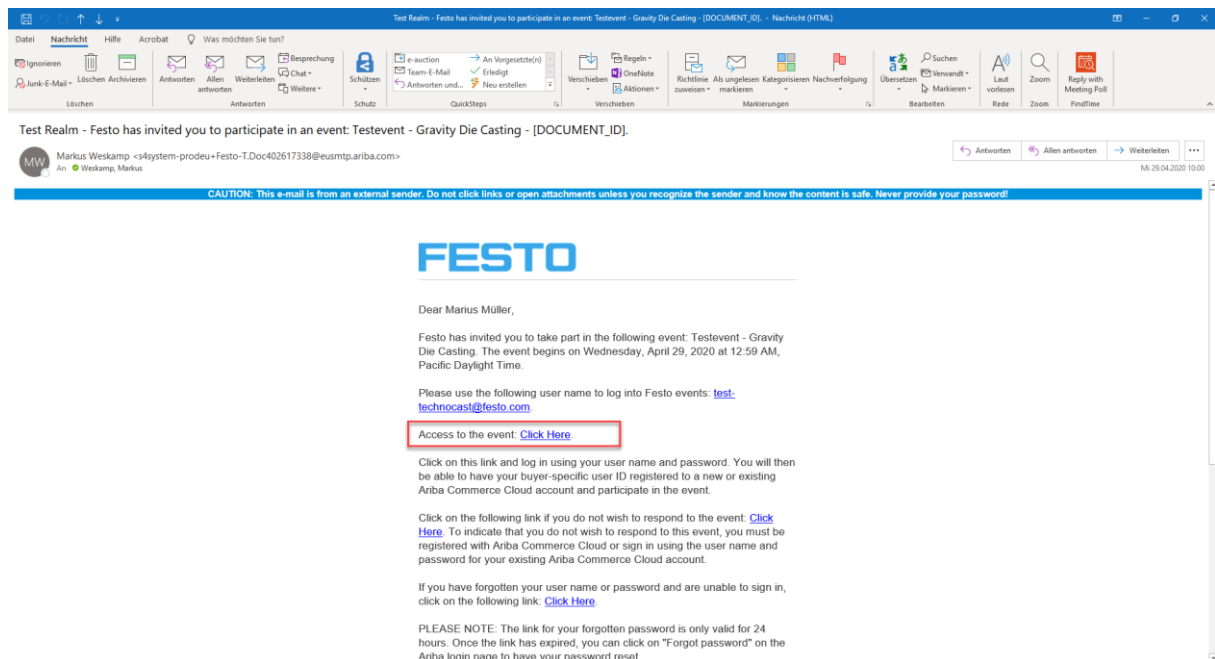 Test Realm - Festo has invited you to participate in an event: Testevent - Gravity Die Casting - [DOCUMENT_ID]. - Nachricht (HTML)
Datei Nachricht Hilfe Acrobat Was möchten Sie tun?
Ignorieren
Junk-E-Mail
Löschen Archivieren
Löschen
Antworten Allen antworten Weiterleiten
Besprechung
Chat
Weitere
Antworten
Schützen
Schutz
e-auction
Team-E-Mail
Antworten und...
An Vorgesetzte(n)
Erledigt
Neu erstellen
QuickSteps
Verschieben
Regeln
OneNote
Aktionen
Verschieben
Richtlinie zuweisen Als ungelesen markieren Kategorisieren Nachverfolgung
Markierungen
Übersetzen
Suchen
Verwandt
Markieren
Bearbeiten
Laut vorlesen
Rede
Zoom
Zoom
Reply with Meeting Poll
FindTime
Test Realm - Festo has invited you to participate in an event: Testevent - Gravity Die Casting - [DOCUMENT_ID].
MW
Markus Weskamp <s4system-prodeu+Festo-T.Doc402617338@eusmtp.ariba.com>
An Weskamp, Markus
Antworten Allen antworten Weiterleiten ...
Mi 29.04.2020 10:00
CAUTION: This e-mail is from an external sender. Do not click links or open attachments unless you recognize the sender and know the content is safe. Never provide your password!
FESTO
Dear Marius Müller,
Festo has invited you to take part in the following event: Testevent - Gravity
Die Casting. The event begins on Wednesday, April 29, 2020 at 12:59 AM,
Pacific Daylight Time.
Please use the following user name to log into Festo events: test-
technocast@festo.com.
Access to the event: Click Here.
Click on this link and log in using your user name and password. You will then
be able to have your buyer-specific user ID registered to a new or existing
Ariba Commerce Cloud account and participate in the event.
Click on the following link if you do not wish to respond to the event: Click
Here. To indicate that you do not wish to respond to this event, you must be
registered with Ariba Commerce Cloud or sign in using the user name and
password for your existing Ariba Commerce Cloud account.
If you have forgotten your user name or password and are unable to sign in,
click on the following link: Click Here.
PLEASE NOTE: The link for your forgotten password is only valid for 24
hours. Once the link has expired, you can click on "Forgot password" on the
Ariba login page to have your password reset.